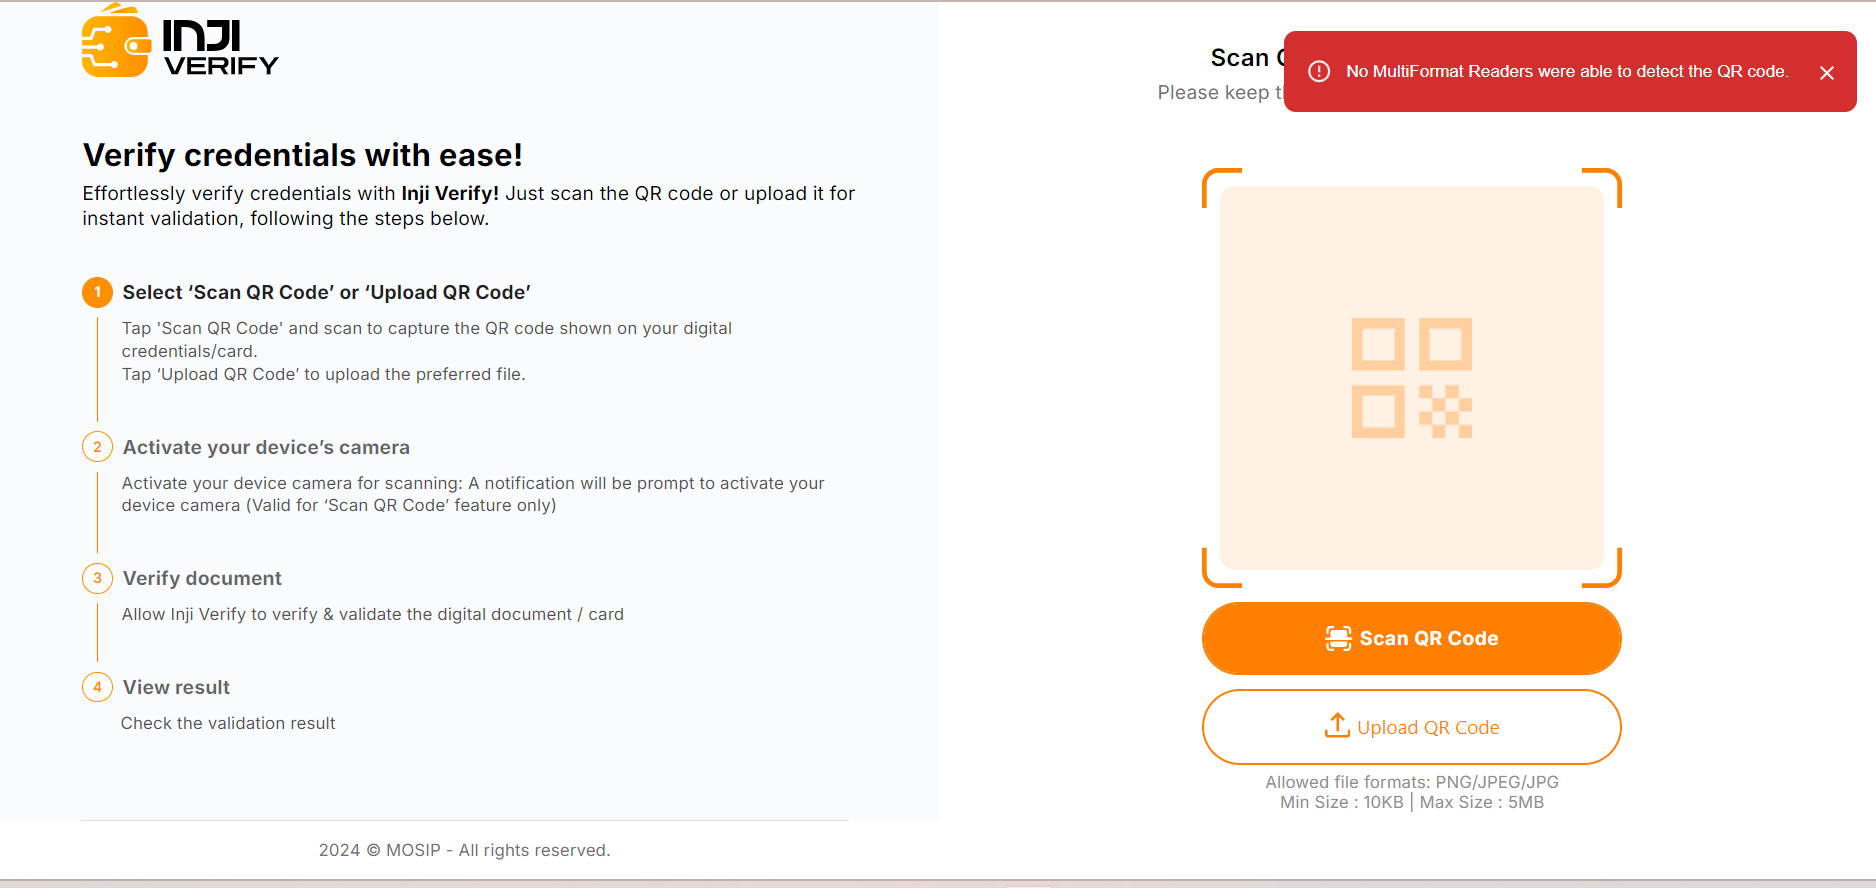 INJI
VERIFY
Verify credentials with ease!
Effortlessly verify credentials with Inji Verify! Just scan the QR code or upload it for
instant validation, following the steps below.
1
Select ‘Scan QR Code’ or ‘Upload QR Code’
Tap 'Scan QR Code' and scan to capture the QR code shown on your digital
credentials/card.
Tap ‘Upload QR Code’ to upload the preferred file.
2
Activate your device’s camera
Activate your device camera for scanning: A notification will be prompt to activate your
device camera (Valid for ‘Scan QR Code’ feature only)
3
Verify document
Allow Inji Verify to verify & validate the digital document / card
4
View result
Check the validation result
2024 © MOSIP - All rights reserved.
Scan
Please keep
No MultiFormat Readers were able to detect the QR code.
Scan QR Code
Upload QR Code
Allowed file formats: PNG/JPEG/JPG
Min Size : 10KB | Max Size : 5MB